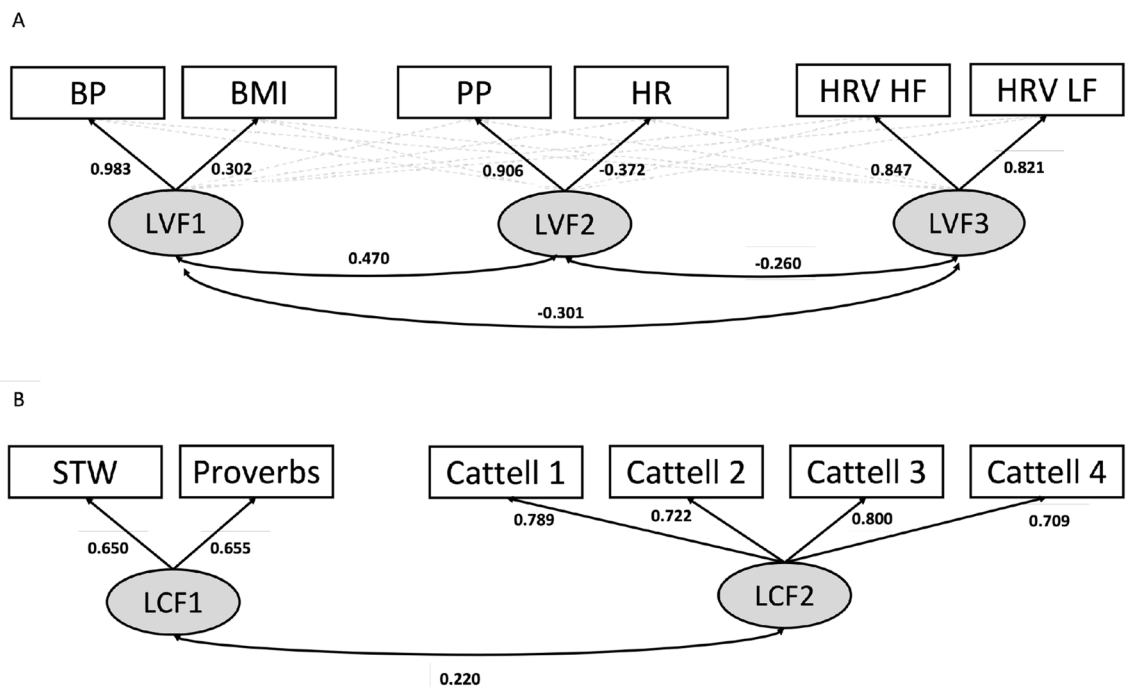 A
BP BMI PP HR HRV HF HRV LF
0.983 0.302 0.906 -0.372 0.847 0.821
LVF1 LVF2 LVF3
0.470 -0.260
-0.301
B
STW Proverbs Cattell 1 Cattell 2 Cattell 3 Cattell 4
0.650 0.655 0.789 0.722 0.800 0.709
LCF1 LCF2
0.220